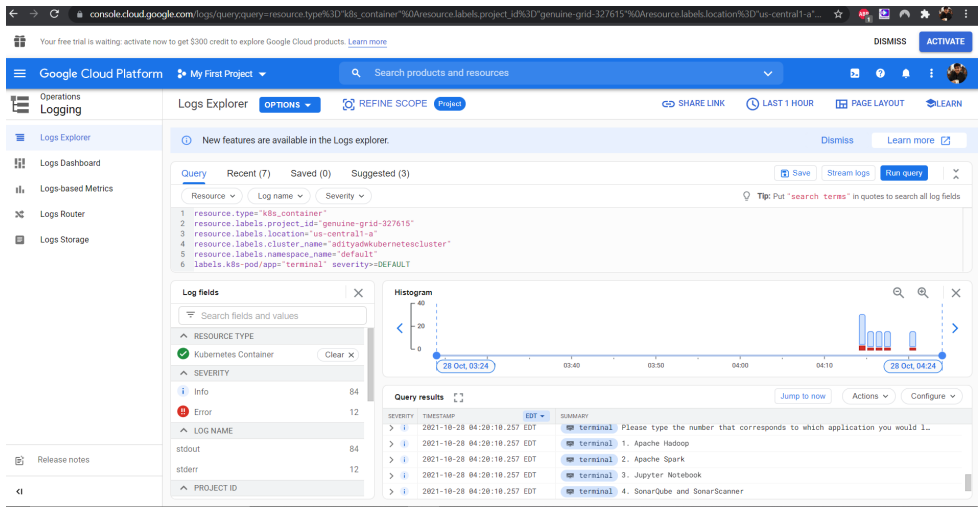 console.cloud.google.com/logs/query;query=resource.type%3D"k8s_container"%0Aresource.labels.project_id%3D"genuine-grid-327615"%0Aresource.labels.location%3D"us-central1-a"...
Your free trial is waiting: activate now to get $300 credit to explore Google Cloud products. Learn more
DISMISS
ACTIVATE
Google Cloud Platform
My First Project
Search products and resources
Operations
Logging
Logs Explorer
OPTIONS
REFINE SCOPE
Project
SHARE LINK
LAST 1 HOUR
PAGE LAYOUT
LEARN
Logs Explorer
Logs Dashboard
Logs-based Metrics
Logs Router
Logs Storage
Release notes
New features are available in the Logs explorer.
Dismiss
Learn more
Query
Recent (7)
Saved (0)
Suggested (3)
Save
Stream logs
Run query
Resource
Log name
Severity
Tip: Put "search terms" in quotes to search all log fields
1 resource.type="k8s_container"
2 resource.labels.project_id="genuine-grid-327615"
3 resource.labels.location="us-central1-a"
4 resource.labels.cluster_name="adityadwkubernetescluster"
5 resource.labels.namespace_name="default"
6 labels.k8s-pod/app="terminal" severity>=DEFAULT
Log fields
Search fields and values
RESOURCE TYPE
Kubernetes Container
Clear
SEVERITY
Info 84
Error 12
LOG NAME
stdout 84
stderr 12
PROJECT ID
Histogram
40
20
0
28 Oct, 03:24
03:40
03:50
04:00
04:10
28 Oct, 04:24
Query results
Jump to now
Actions
Configure
SEVERITY TIMESTAMP EDT SUMMARY
2021-10-28 04:20:10.257 EDT terminal Please type the number that corresponds to which application you would l…
2021-10-28 04:20:10.257 EDT terminal 1. Apache Hadoop
2021-10-28 04:20:10.257 EDT terminal 2. Apache Spark
2021-10-28 04:20:10.257 EDT terminal 3. Jupyter Notebook
2021-10-28 04:20:10.257 EDT terminal 4. SonarQube and SonarScanner